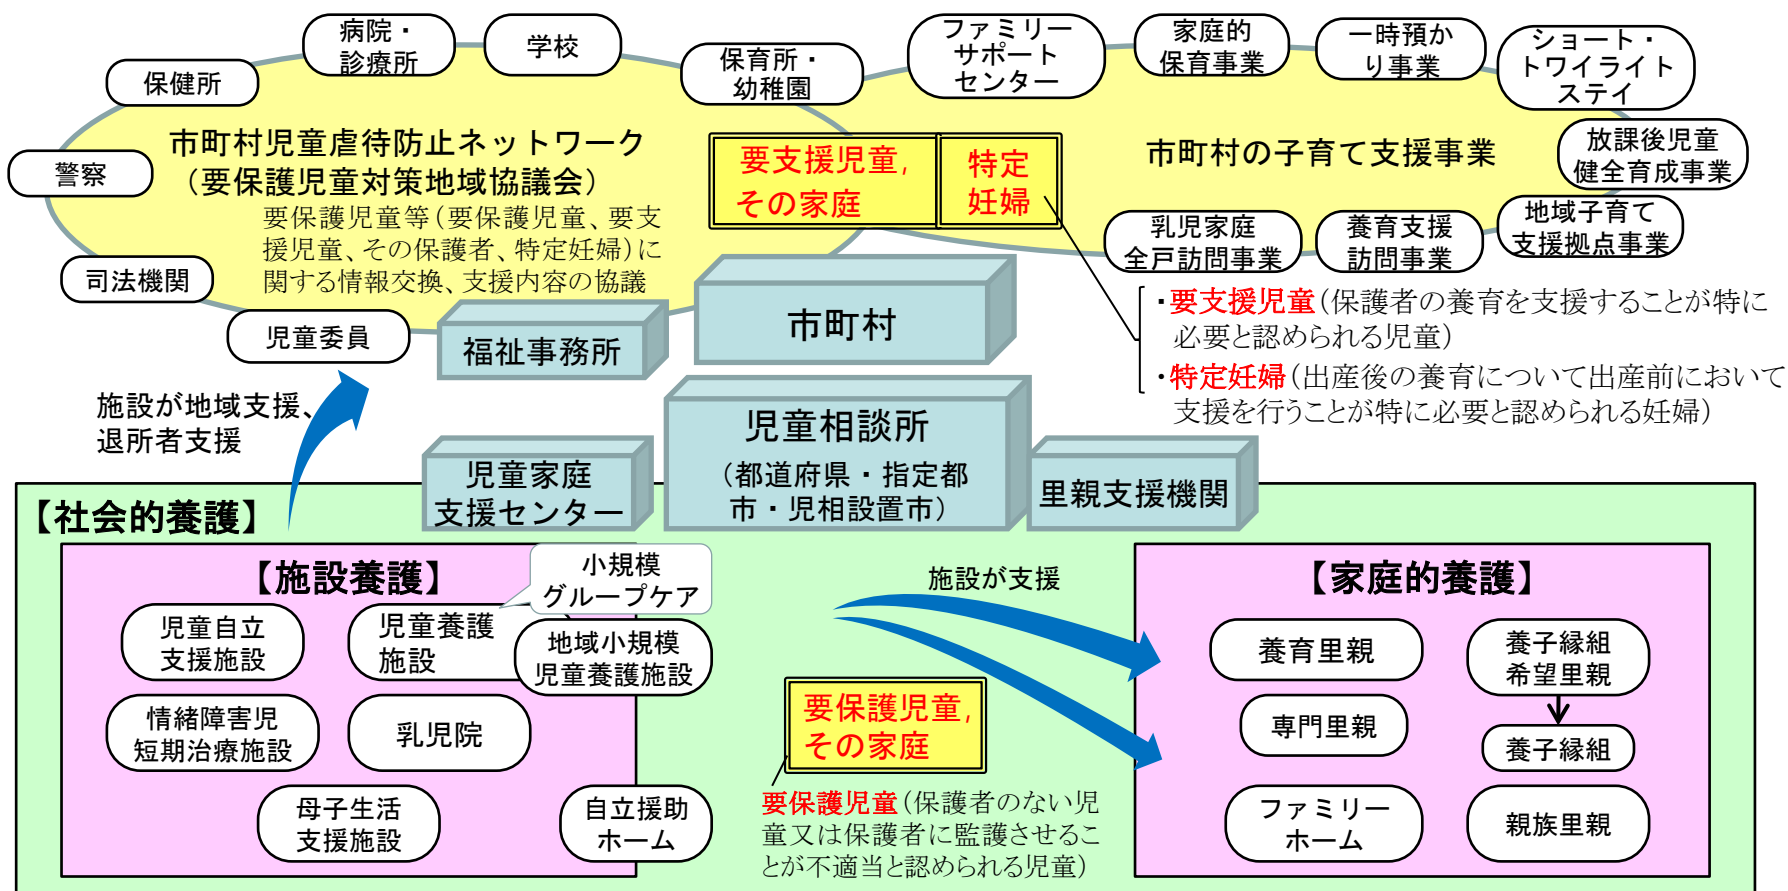 病院・
診療所
学校
保健所
保育所・
幼稚園
ファミリー
サポート
センター
家庭的
保育事業
一時預か
り事業
ショート・
トワイライト
ステイ
警察
市町村児童虐待防止ネットワーク
（要保護児童対策地域協議会）
要保護児童等（要保護児童、要支
援児童、その保護者、特定妊婦）に
関する情報交換、支援内容の協議
要支援児童，
その家庭
特定
妊婦
市町村の子育て支援事業
放課後児童
健全育成事業
地域子育て
支援拠点事業
養育支援
訪問事業
乳児家庭
全戸訪問事業
司法機関
児童委員
福祉事務所
市町村
・要支援児童（保護者の養育を支援することが特に
必要と認められる児童）
・特定妊婦（出産後の養育について出産前において
支援を行うことが特に必要と認められる妊婦）
施設が地域支援、
退所者支援
児童相談所
（都道府県・指定都
市・児相設置市）
児童家庭
支援センター
里親支援機関
【社会的養護】
【施設養護】
小規模
グループケア
児童自立
支援施設
児童養護
施設
地域小規模
児童養護施設
情緒障害児
短期治療施設
乳児院
母子生活
支援施設
自立援助
ホーム
施設が支援
要保護児童，
その家庭
要保護児童（保護者のない児
童又は保護者に監護させるこ
とが不適当と認められる児童）
【家庭的養護】
養育里親
養子縁組
希望里親
専門里親
養子縁組
ファミリー
ホーム
親族里親